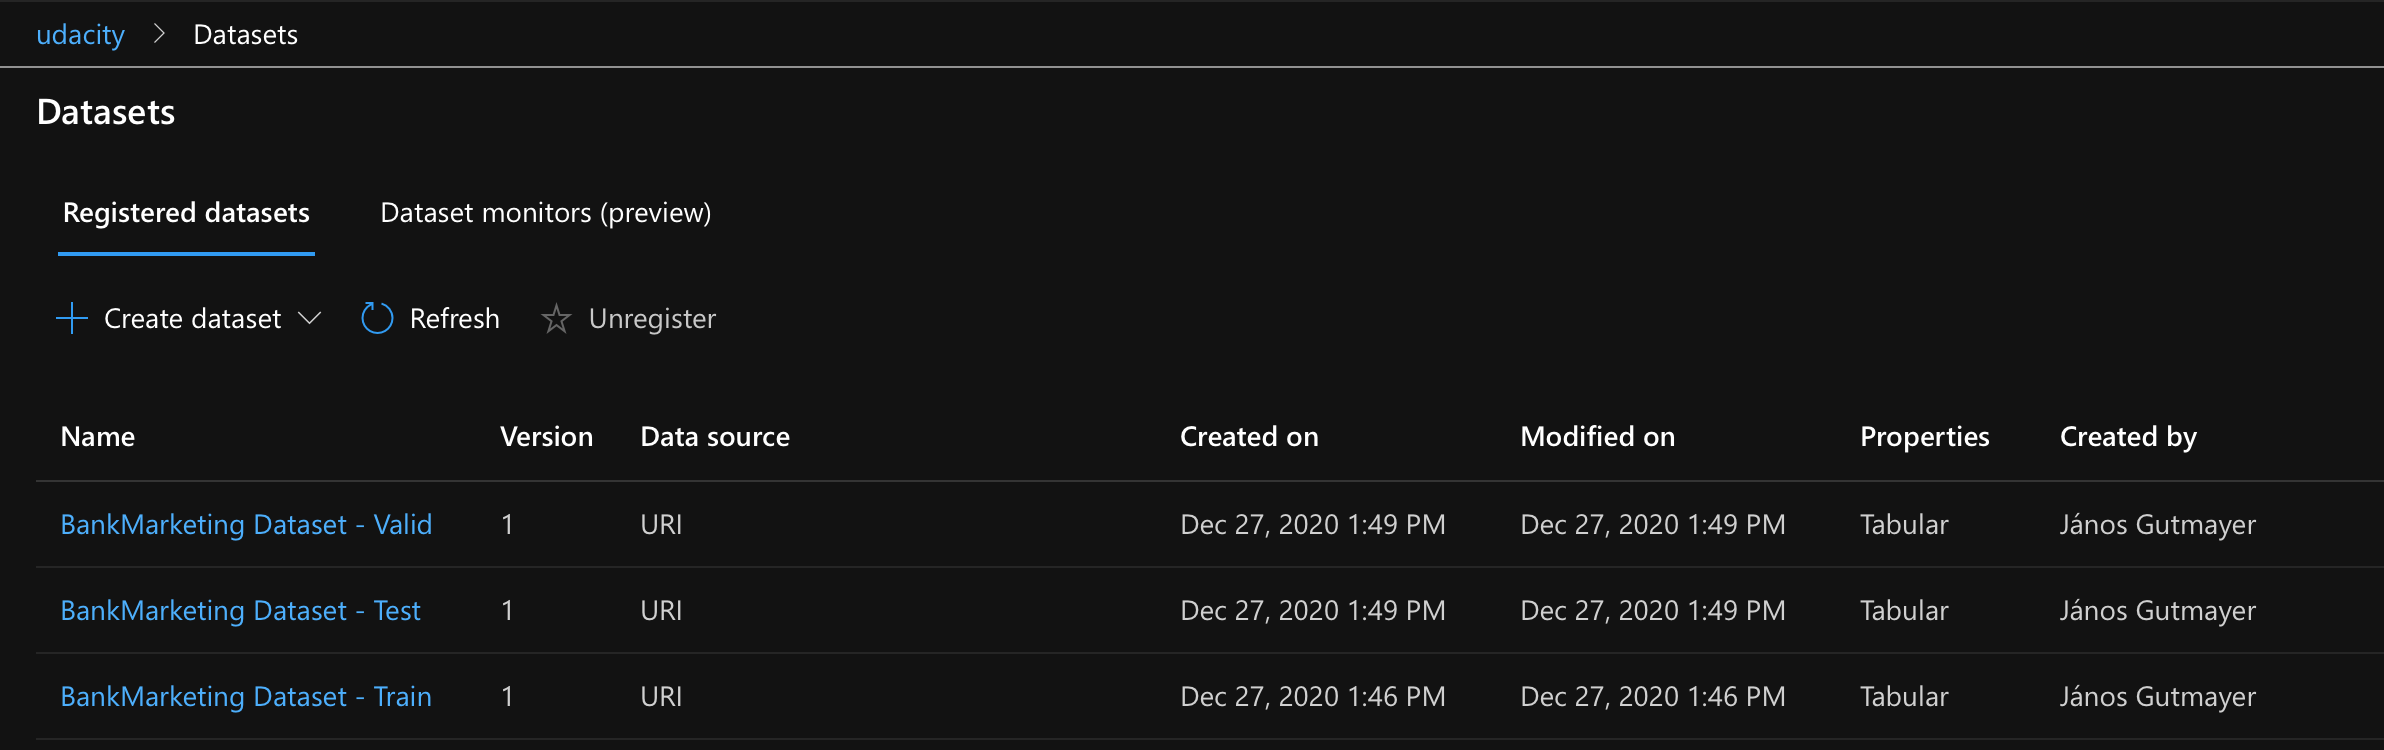 udacity > Datasets
Datasets
Registered datasets Dataset monitors (preview)
Create dataset Refresh Unregister
Name Version Data source Created on Modified on Properties Created by
BankMarketing Dataset - Valid 1 URI Dec 27, 2020 1:49 PM Dec 27, 2020 1:49 PM Tabular János Gutmayer
BankMarketing Dataset - Test 1 URI Dec 27, 2020 1:49 PM Dec 27, 2020 1:49 PM Tabular János Gutmayer
BankMarketing Dataset - Train 1 URI Dec 27, 2020 1:46 PM Dec 27, 2020 1:46 PM Tabular János Gutmayer